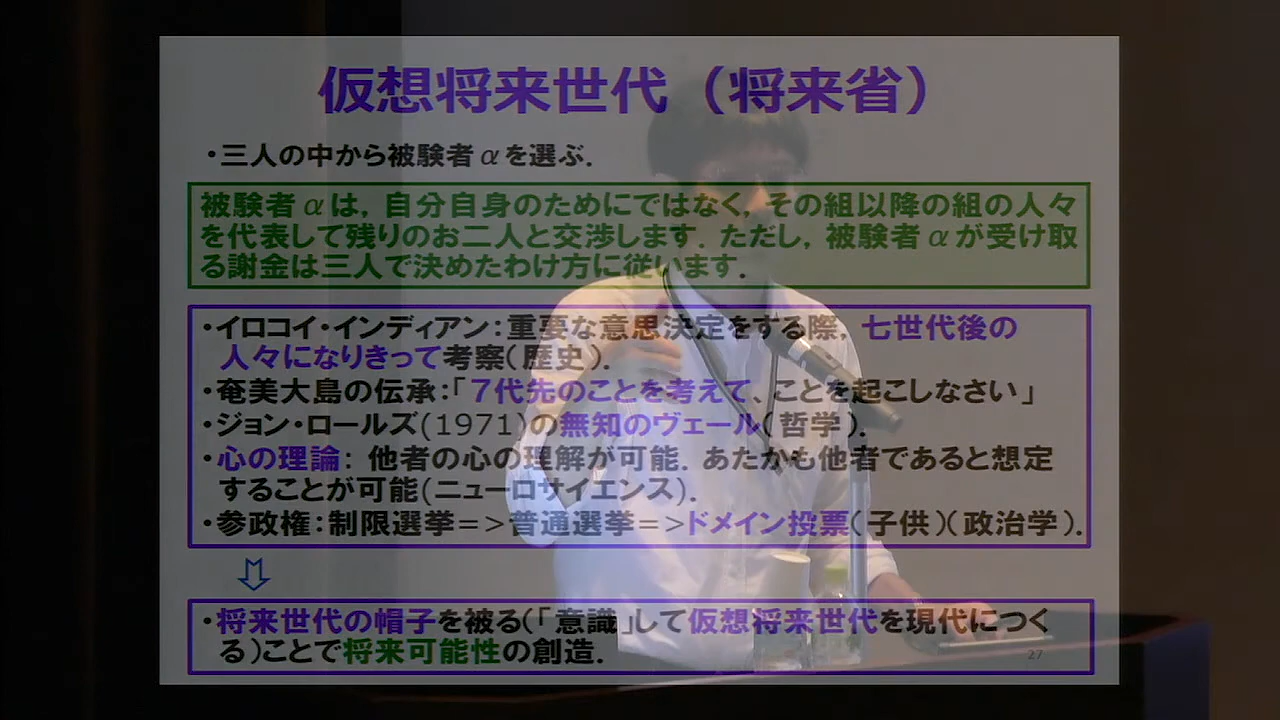 仮想将来世代（将来省）
・三人の中から被験者αを選ぶ．
被験者αは，自分自身のためにではなく，その組以降の組の人々
を代表して残りのお二人と交渉します．ただし，被験者αが受け取
る謝金は三人で決めたわけ方に従います．
・イロコイ・インディアン：重要な意思決定をする際，七世代後の
人々になりきって考察（歴史）．
・奄美大島の伝承：「７代先のことを考えて、ことを起こしなさい」
・ジョン・ロールズ(1971)の無知のヴェール（哲学）．
・心の理論：他者の心の理解が可能．あたかも他者であると想定
することが可能(ニューロサイエンス)．
・参政権：制限選挙=>普通選挙=>ドメイン投票（子供）（政治学）．
・将来世代の帽子を被る(「意識」して仮想将来世代を現代につく
る)ことで将来可能性の創造．
27